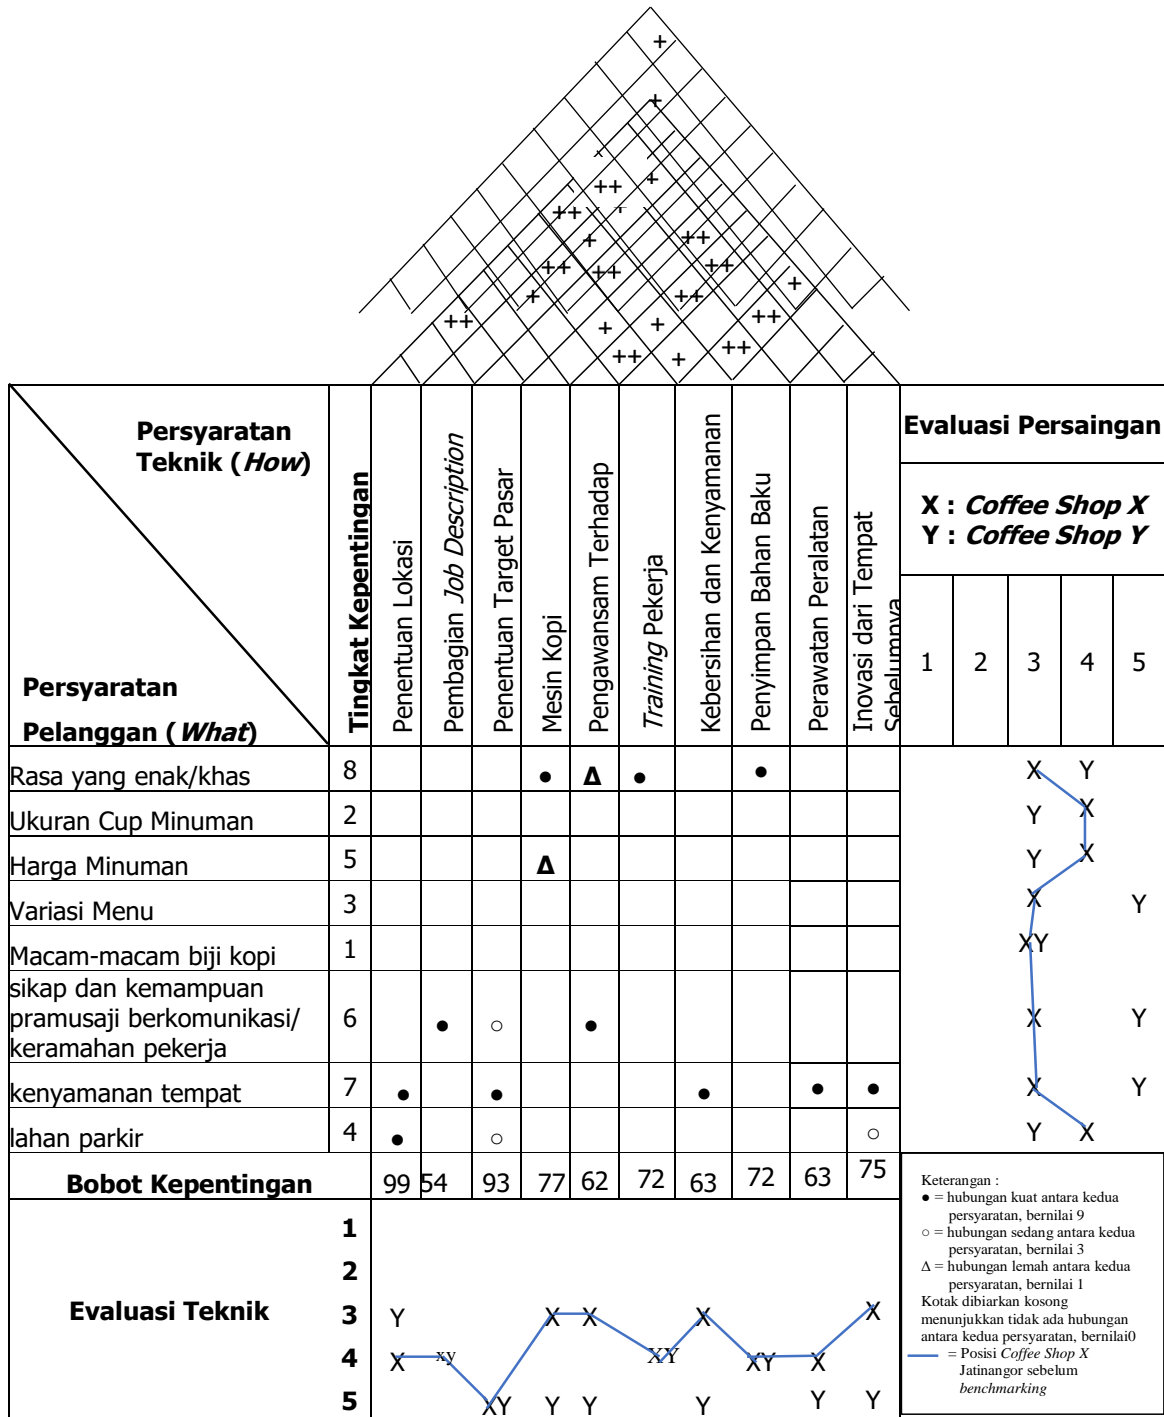 +
+
x
++ +
++
+ ++
++ ++ ++
+ ++ +
++ + + ++
++ + ++
Persyaratan
Teknik (How)
Persyaratan
Pelanggan (What)
Tingkat Kepentingan
Penentuan Lokasi
Pembagian Job Description
Penentuan Target Pasar
Mesin Kopi
Pengawansam Terhadap
Training Pekerja
Kebersihan dan Kenyamanan
Penyimpan Bahan Baku
Perawatan Peralatan
Inovasi dari Tempat
Sebelumnya
Evaluasi Persaingan
X : Coffee Shop X
Y : Coffee Shop Y
1 2 3 4 5
Rasa yang enak/khas 8 ● Δ ● ● X Y
Ukuran Cup Minuman 2 Y X
Harga Minuman 5 Δ Y X
Variasi Menu 3 X Y
Macam-macam biji kopi 1 XY
sikap dan kemampuan
pramusaji berkomunikasi/ 6 ● ○ ● X Y
keramahan pekerja
kenyamanan tempat 7 ● ● ● ● ● X Y
lahan parkir 4 ● ○ ○ Y X
Bobot Kepentingan 99 54 93 77 62 72 63 72 63 75
Evaluasi Teknik
1
2
3 Y X X X X
4 X xy XY XY X
5 XY Y Y Y Y Y
Keterangan :
● = hubungan kuat antara kedua
persyaratan, bernilai 9
○ = hubungan sedang antara kedua
persyaratan, bernilai 3
Δ = hubungan lemah antara kedua
persyaratan, bernilai 1
Kotak dibiarkan kosong
menunjukkan tidak ada hubungan
antara kedua persyaratan, bernilai0
= Posisi Coffee Shop X
Jatinangor sebelum
benchmarking